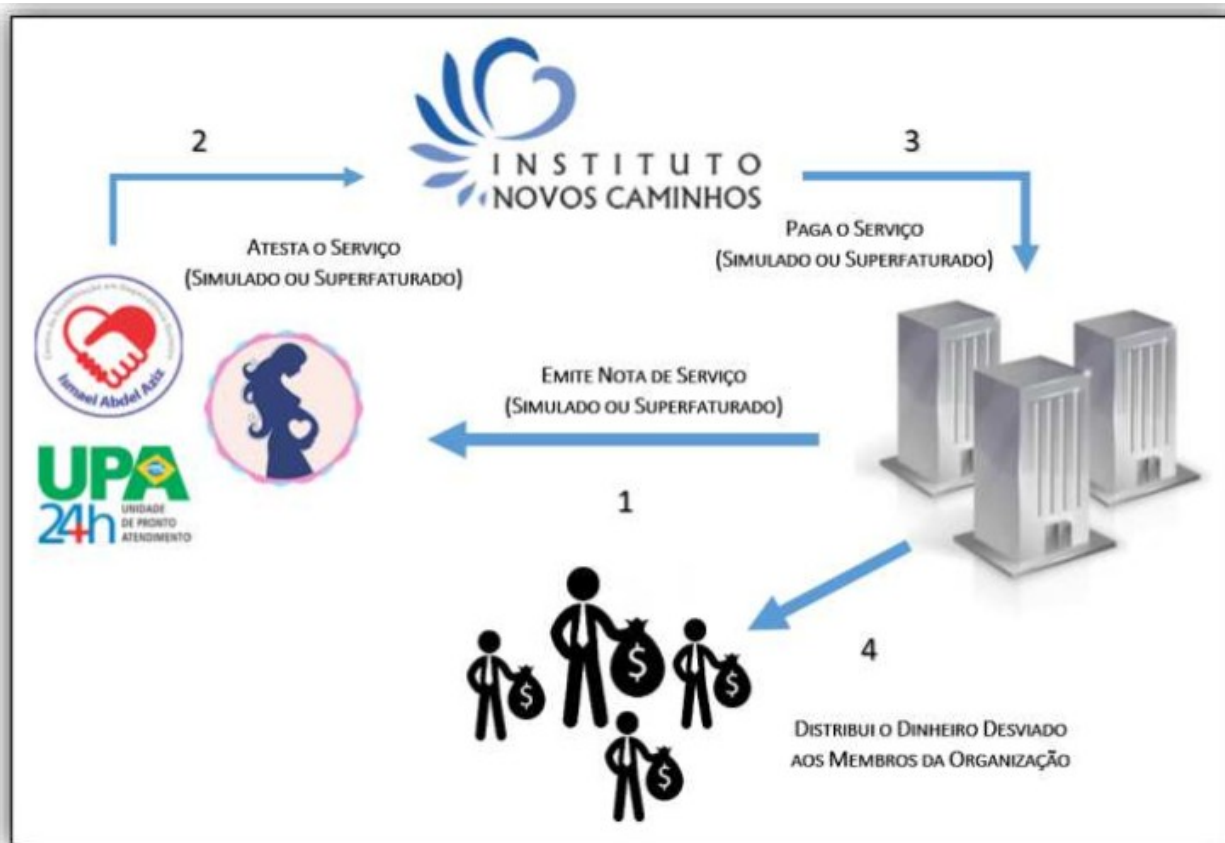 2
INSTITUTO
NOVOS CAMINHOS
3
ATESTA O SERVIÇO
(SIMULADO OU SUPERFATURADO)
PAGA O SERVIÇO
(SIMULADO OU SUPERFATURADO)
Ismael Abdel Aziz
EMITE NOTA DE SERVIÇO
(SIMULADO OU SUPERFATURADO)
UPA
24h
UNIDADE
DE PRONTO
ATENDIMENTO
1
$
$
$
$
4
DISTRIBUI O DINHEIRO DESVIADO
AOS MEMBROS DA ORGANIZAÇÃO